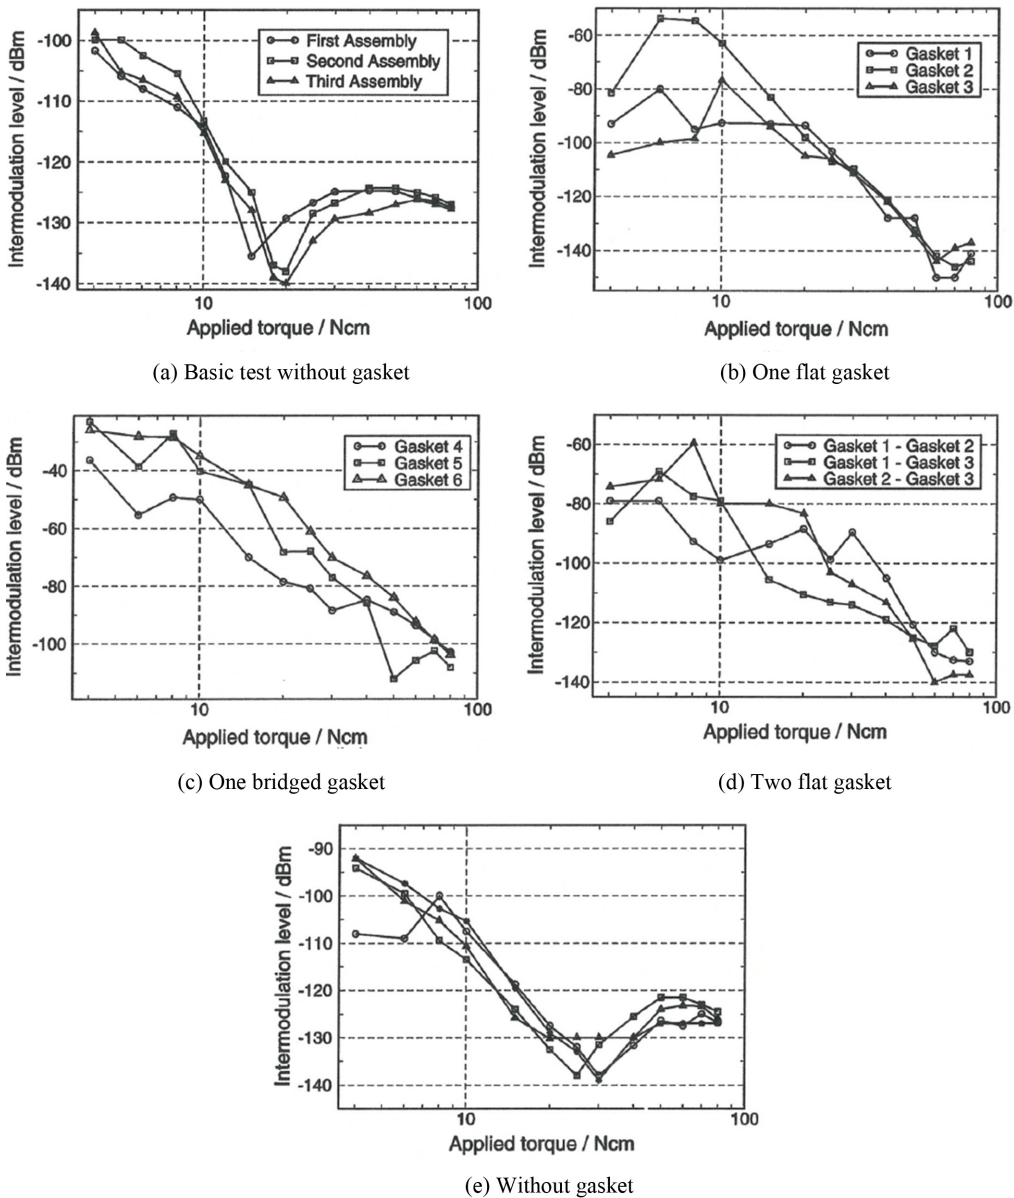 Intermodulation level / dBm
-100
-110
-120
-130
-140
First Assembly
Second Assembly
Third Assembly
10
100
Applied torque / Ncm
(a) Basic test without gasket
Intermodulation level / dBm
-60
-80
-100
-120
-140
Gasket 1
Gasket 2
Gasket 3
10
100
Applied torque / Ncm
(b) One flat gasket
Intermodulation level / dBm
-40
-60
-80
-100
Gasket 4
Gasket 5
Gasket 6
10
100
Applied torque / Ncm
(c) One bridged gasket
Intermodulation level / dBm
-60
-80
-100
-120
-140
Gasket 1 - Gasket 2
Gasket 1 - Gasket 3
Gasket 2 - Gasket 3
10
100
Applied torque / Ncm
(d) Two flat gasket
Intermodulation level / dBm
-90
-100
-110
-120
-130
-140
10
100
Applied torque / Ncm
(e) Without gasket